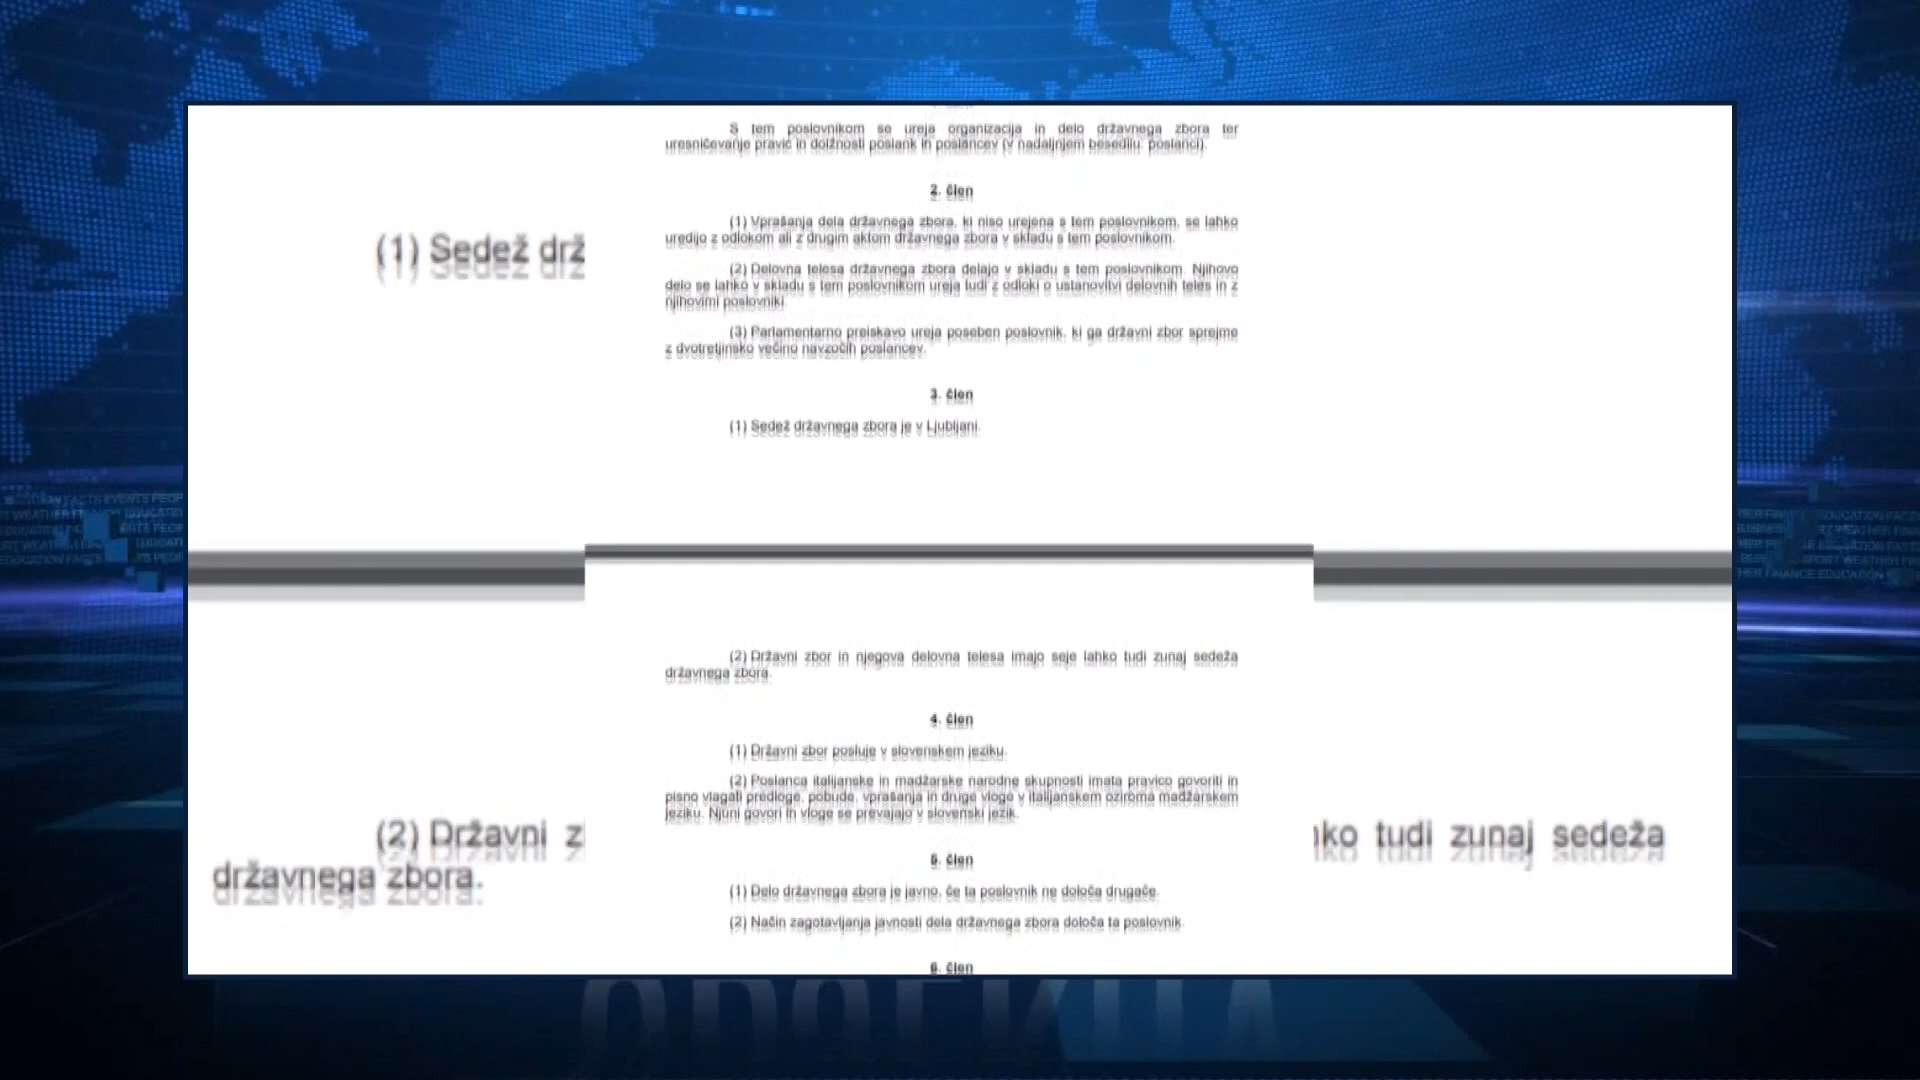 S tem poslovnikom se ureja organizacija in delo državnega zbora ter
uresničevanje pravic in dolžnosti poslank in poslancev (v nadaljnjem besedilu: poslanci).
2. člen
(1) Vprašanja dela državnega zbora, ki niso urejena s tem poslovnikom, se lahko
uredijo z odlokom ali z drugim aktom državnega zbora v skladu s tem poslovnikom.
(2) Delovna telesa državnega zbora delajo v skladu s tem poslovnikom. Njihovo
delo se lahko v skladu s tem poslovnikom ureja tudi z odloki o ustanovitvi delovnih teles in z
njihovimi poslovniki.
(3) Parlamentarno preiskavo ureja poseben poslovnik, ki ga državni zbor sprejme
z dvotretjinsko večino navzočih poslancev.
3. člen
(1) Sedež državnega zbora je v Ljubljani.
(1) Sedež drž
(2) Državni zbor in njegova delovna telesa imajo seje lahko tudi zunaj sedeža
državnega zbora.
4. člen
(1) Državni zbor posluje v slovenskem jeziku.
(2) Poslanca italijanske in madžarske narodne skupnosti imata pravico govoriti in
pisno vlagati predloge, pobude, vprašanja in druge vloge v italijanskem oziroma madžarskem
jeziku. Njuni govori in vloge se prevajajo v slovenski jezik.
5. člen
(1) Delo državnega zbora je javno, če ta poslovnik ne določa drugače.
(2) Način zagotavljanja javnosti dela državnega zbora določa ta poslovnik.
6. člen
(2) Državni z
ko tudi zunaj sedeža
državnega zbora.